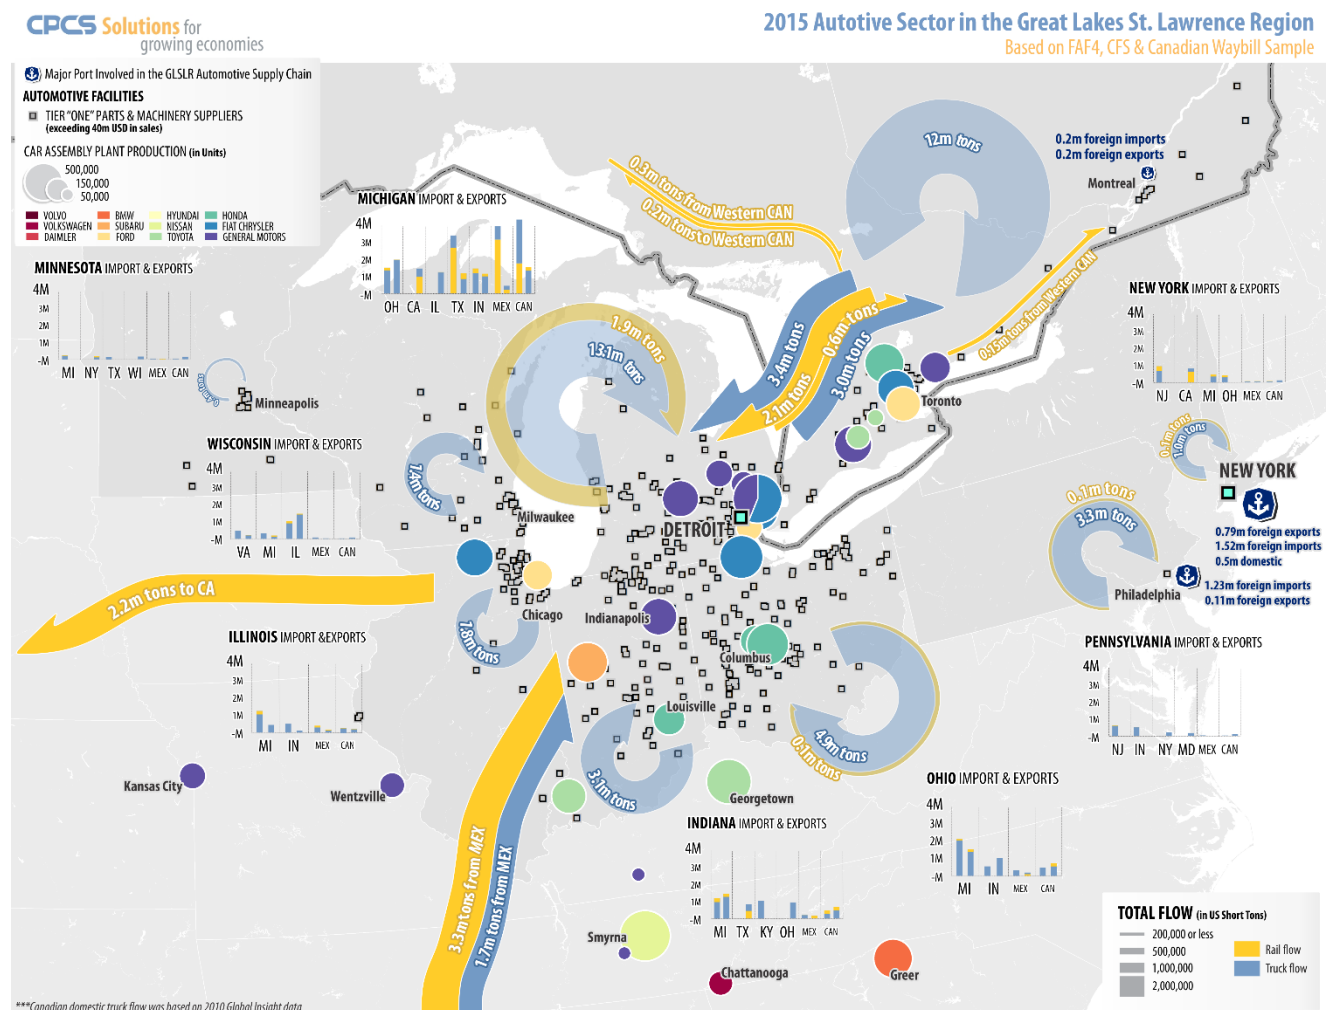 CPCS Solutions for
growing economies
2015 Autotive Sector in the Great Lakes St. Lawrence Region
Based on FAF4, CFS & Canadian Waybill Sample
Major Port Involved in the GLSLR Automotive Supply Chain
AUTOMOTIVE FACILITIES
TIER "ONE" PARTS & MACHINERY SUPPLIERS
(exceeding 40m USD in sales)
CAR ASSEMBLY PLANT PRODUCTION (in Units)
500,000
150,000
50,000
VOLVO BMW HYUNDAI HONDA
VOLKSWAGEN SUBARU NISSAN FIAT CHRYSLER
DAIMLER FORD TOYOTA GENERAL MOTORS
MICHIGAN IMPORT & EXPORTS
4M
3M
2M
1M
-M
OH CA IL TX IN MEX CAN
MINNESOTA IMPORT & EXPORTS
4M
3M
2M
1M
-M
MI NY TX WI MEX CAN
Minneapolis
WISCONSIN IMPORT & EXPORTS
4M
3M
2M
1M
-M
VA MI IL MEX CAN
ILLINOIS IMPORT &EXPORTS
4M
3M
2M
1M
-M
MI IN MEX CAN
0.3m tons from Western CAN
0.2m tons to Western CAN
12m tons
0.2m foreign imports
0.2m foreign exports
Montreal
0.15m tons from Western CAN
NEW YORK IMPORT & EXPORTS
4M
3M
2M
1M
-M
NJ CA MI OH MEX CAN
3.4m tons
0.6m tons
2.1m tons
3.0m tons
Toronto
1.9m tons
13.1m tons
7.4m tons
Milwaukee
DETROIT
Chicago
Indianapolis
Columbus
Louisville
7.8m tons
2.2m tons to CA
0.1m tons
1.0m tons
NEW YORK
0.79m foreign exports
1.52m foreign imports
0.5m domestic
0.1m tons
3.3m tons
Philadelphia
1.23m foreign imports
0.11m foreign exports
PENNSYLVANIA IMPORT & EXPORTS
4M
3M
2M
1M
-M
NJ IN NY MD MEX CAN
4.9m tons
0.1m tons
3.1m tons
Kansas City
Wentzville
Georgetown
3.3m tons from MEX
1.7m tons from MEX
INDIANA IMPORT & EXPORTS
4M
3M
2M
1M
-M
MI TX KY OH MEX CAN
OHIO IMPORT & EXPORTS
4M
3M
2M
1M
-M
MI IN MEX CAN
Smyrna
Chattanooga
Greer
TOTAL FLOW (in US Short Tons)
200,000 or less
500,000
1,000,000
2,000,000
Rail flow
Truck flow
***Canadian domestic truck flow was based on 2010 Global Insight data